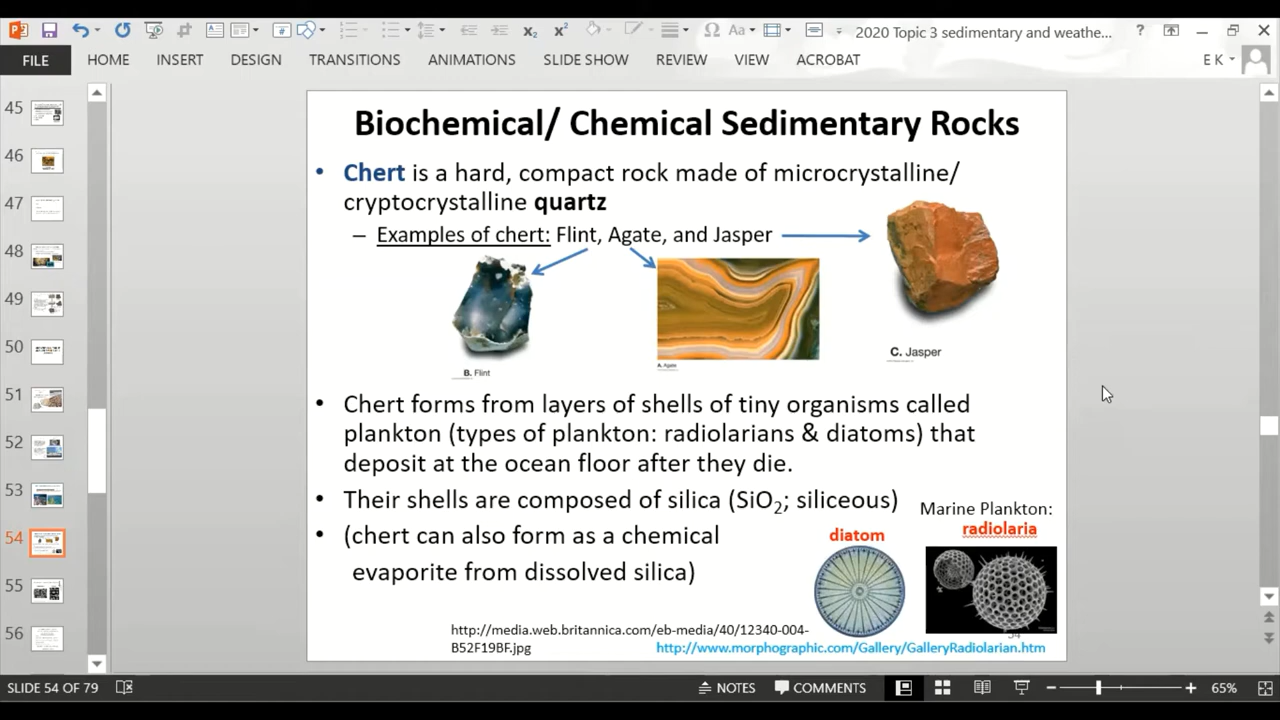 2020 Topic 3 sedimentary and weathe...
FILE HOME INSERT DESIGN TRANSITIONS ANIMATIONS SLIDE SHOW REVIEW VIEW ACROBAT E K
45
46
47
48
49
50
51
52
53
54
55
56
Biochemical/ Chemical Sedimentary Rocks
• Chert is a hard, compact rock made of microcrystalline/
cryptocrystalline quartz
– Examples of chert: Flint, Agate, and Jasper
B. Flint
A. Agate
C. Jasper
• Chert forms from layers of shells of tiny organisms called
plankton (types of plankton: radiolarians & diatoms) that
deposit at the ocean floor after they die.
• Their shells are composed of silica (SiO₂; siliceous)
• (chert can also form as a chemical
evaporite from dissolved silica)
Marine Plankton:
radiolaria
diatom
54
http://media.web.britannica.com/eb-media/40/12340-004-
B52F19BF.jpg
http://www.morphographic.com/Gallery/GalleryRadiolarian.htm
SLIDE 54 OF 79 NOTES COMMENTS 65%